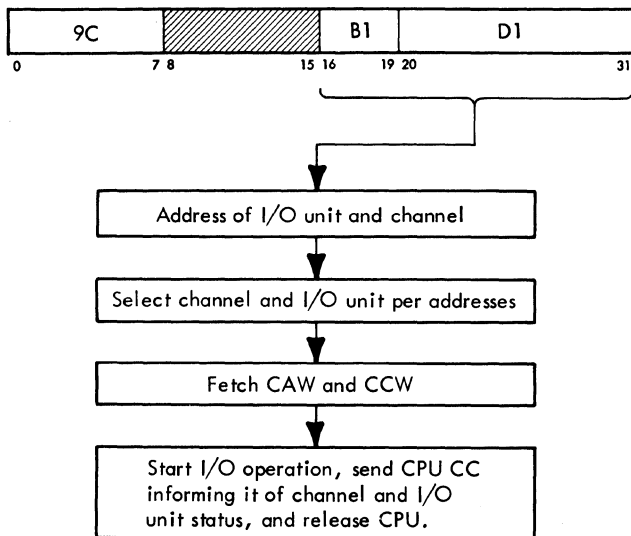 9C B1 D1
0 7 8 15 16 19 20 31
Address of I/O unit and channel
Select channel and I/O unit per addresses
Fetch CAW and CCW
Start I/O operation, send CPU CC
informing it of channel and I/O
unit status, and release CPU.